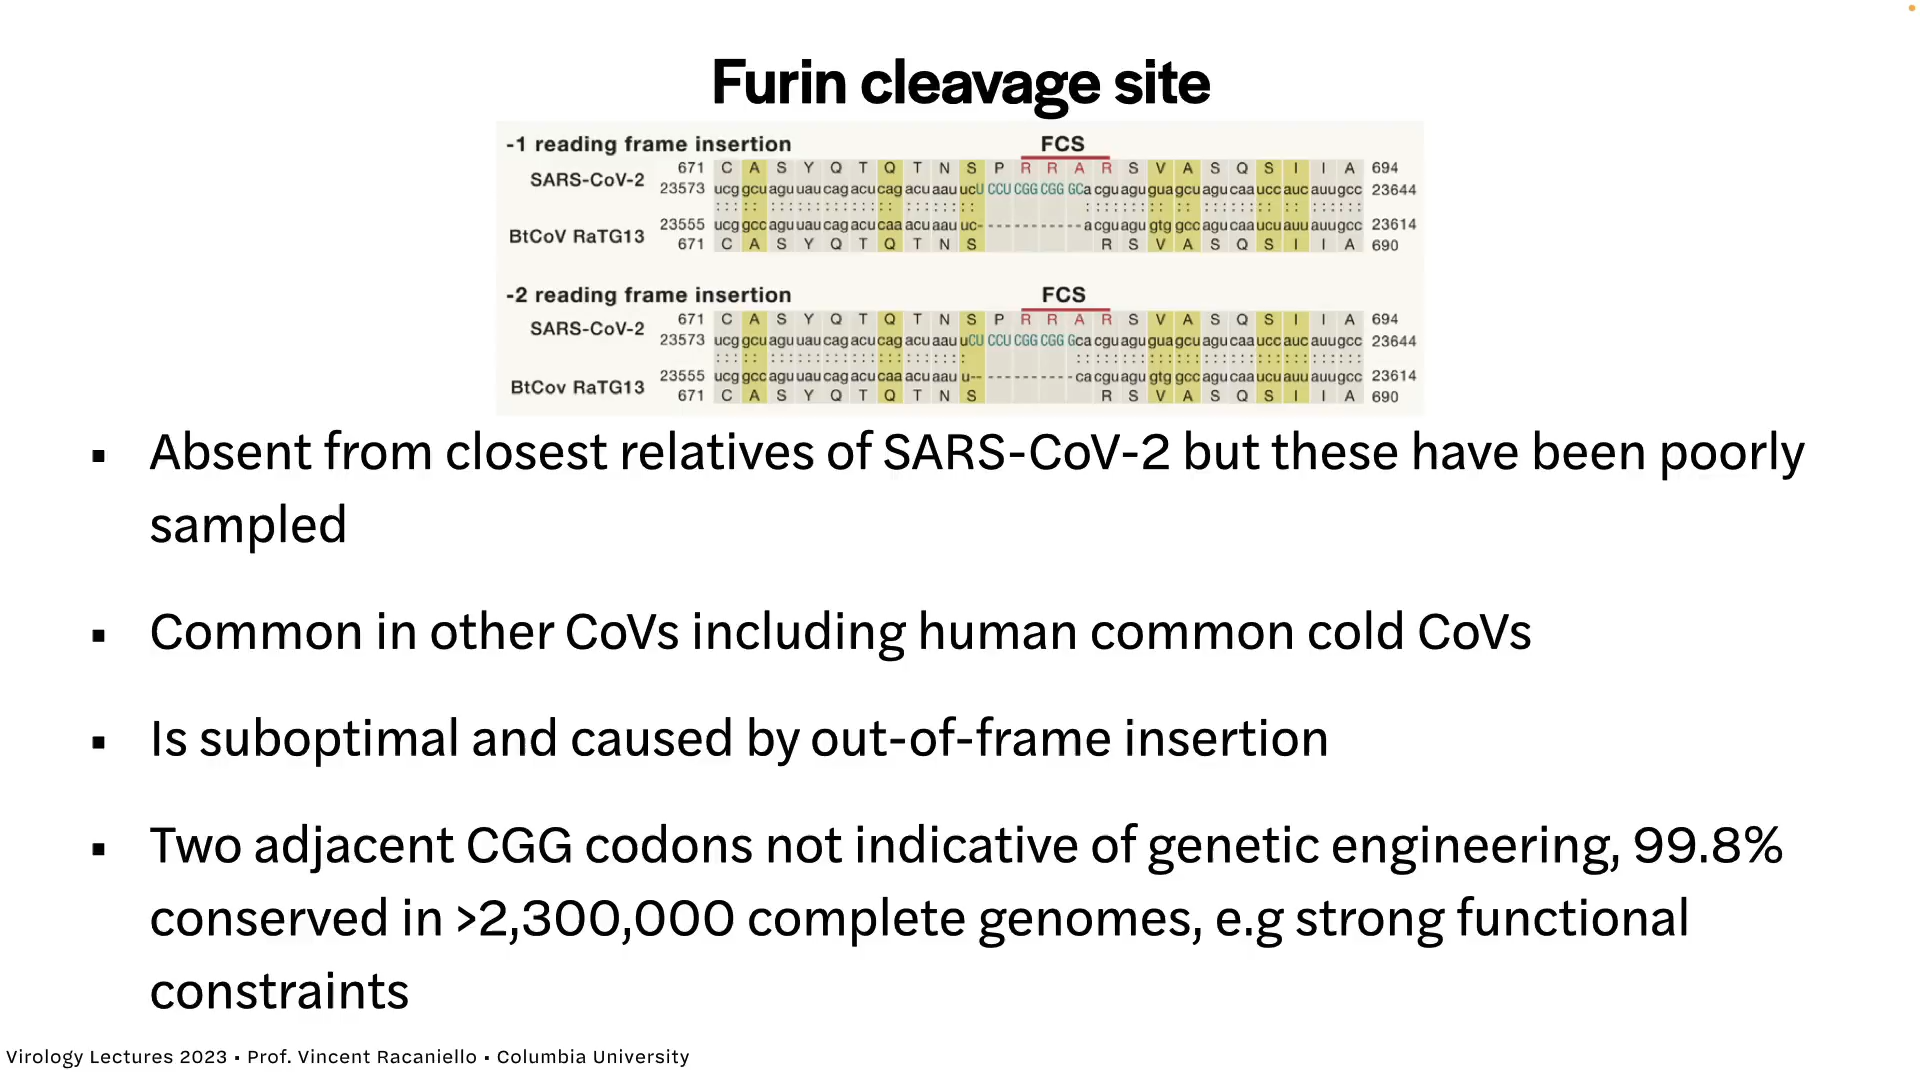 Furin cleavage site
-1 reading frame insertion FCS
671 C A S Y Q T Q T N S P R R A R S V A S Q S I I A 694
SARS-CoV-2
23573 ucg gcu agu uau cag acu cag acu aau ucU CCU CGG CGG GCa cgu agu gua gcu agu caa ucc auc auu gcc 23644
23555 ucg gcc agu uau cag acu caa acu aau uc- --- --- --- --a cgu agu gtg gcc agu caa ucu auu auu gcc 23614
BtCoV RaTG13
671 C A S Y Q T Q T N S R S V A S Q S I I A 690
-2 reading frame insertion FCS
671 C A S Y Q T Q T N S P R R A R S V A S Q S I I A 694
SARS-CoV-2
23573 ucg gcu agu uau cag acu cag acu aau uCU CCU CGG CGG Gca cgu agu gua gcu agu caa ucc auc auu gcc 23644
23555 ucg gcc agu uau cag acu caa acu aau u-- --- --- --- -ca cgu agu gtg gcc agu caa ucu auu auu gcc 23614
BtCov RaTG13
671 C A S Y Q T Q T N S R S V A S Q S I I A 690
▪ Absent from closest relatives of SARS-CoV-2 but these have been poorly
sampled
▪ Common in other CoVs including human common cold CoVs
▪ Is suboptimal and caused by out-of-frame insertion
▪ Two adjacent CGG codons not indicative of genetic engineering, 99.8%
conserved in >2,300,000 complete genomes, e.g strong functional
constraints
Virology Lectures 2023 • Prof. Vincent Racaniello • Columbia University